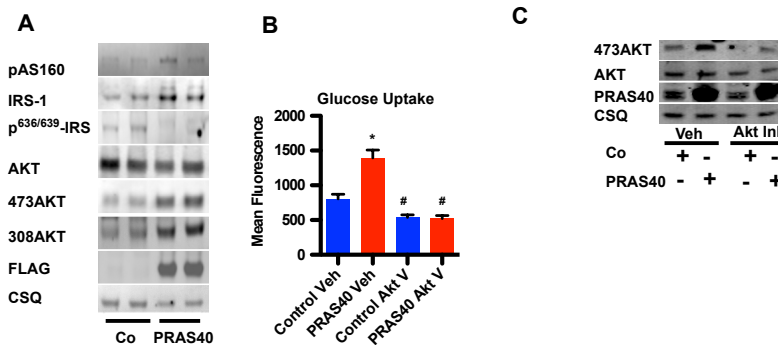 A
pAS160
IRS-1
p636/639-IRS
AKT
473AKT
308AKT
FLAG
CSQ
Co PRAS40
B
Glucose Uptake
Mean Fluorescence
2000
1500
1000
500
0
*
#
#
Control Veh
PRAS40 Veh
Control Akt V
PRAS40 Akt V
C
473AKT
AKT
PRAS40
CSQ
Veh Akt Inh
Co + - + -
PRAS40 - + - +